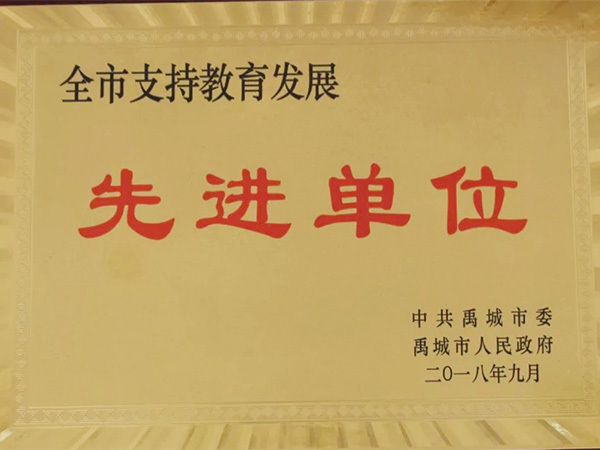 全市支持教育发展
先进单位
中共禹城市委
禹城市人民政府
二〇一八年九月